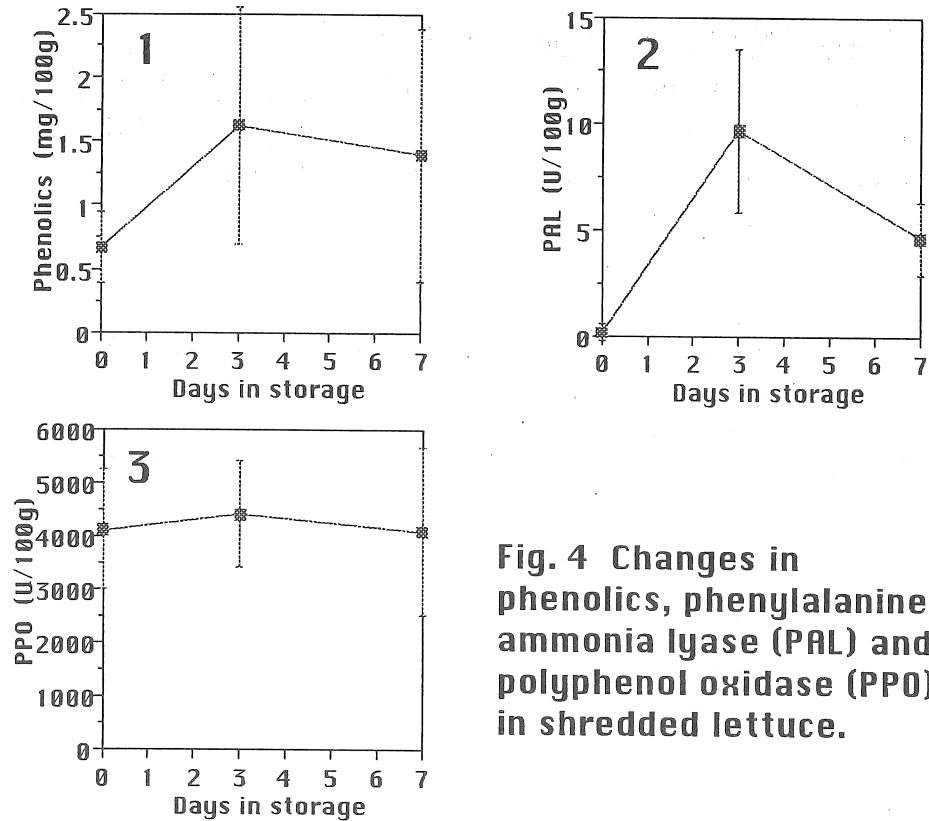 1
Phenolics (mg/100g)
2.5
2
1.5
1
0.5
0
0 1 2 3 4 5 6 7
Days in storage
2
PAL (U/100g)
15
10
5
0
0 1 2 3 4 5 6 7
Days in storage
3
PPO (U/100g)
6000
5000
4000
3000
2000
1000
0
0 1 2 3 4 5 6 7
Days in storage
Fig. 4 Changes in
phenolics, phenylalanine
ammonia lyase (PAL) and
polyphenol oxidase (PPO)
in shredded lettuce.